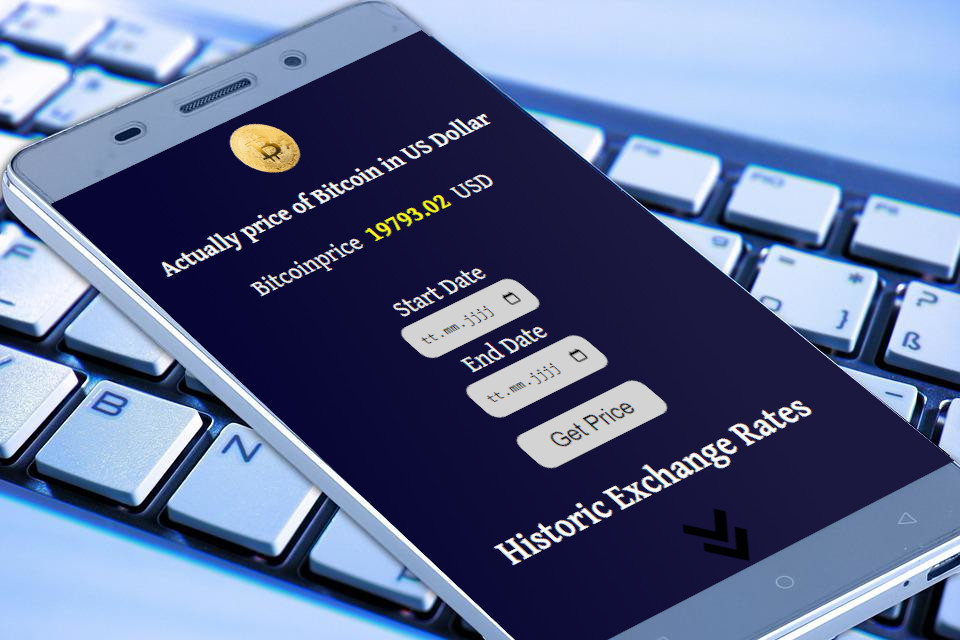 Actually price of Bitcoin in US Dollar
Bitcoinprice 19793.02 USD
Start Date
tt.mm.jjjj
End Date
tt.mm.jjjj
Get Price
Historic Exchange Rates
F
B
N
P
ß
*
}